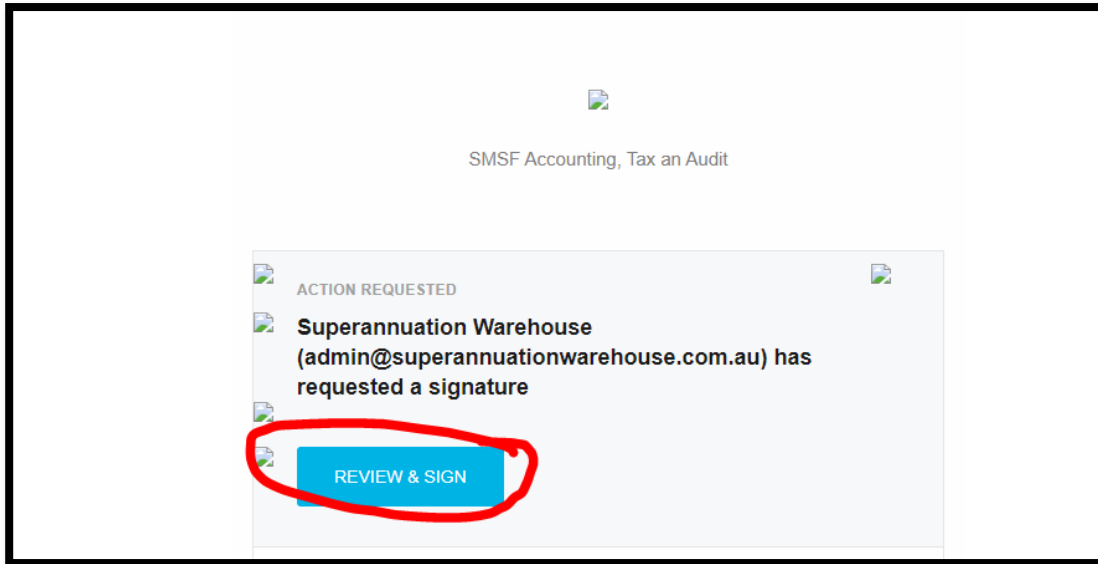 SMSF Accounting, Tax an Audit
ACTION REQUESTED
Superannuation Warehouse
(admin@superannuationwarehouse.com.au) has
requested a signature
REVIEW & SIGN